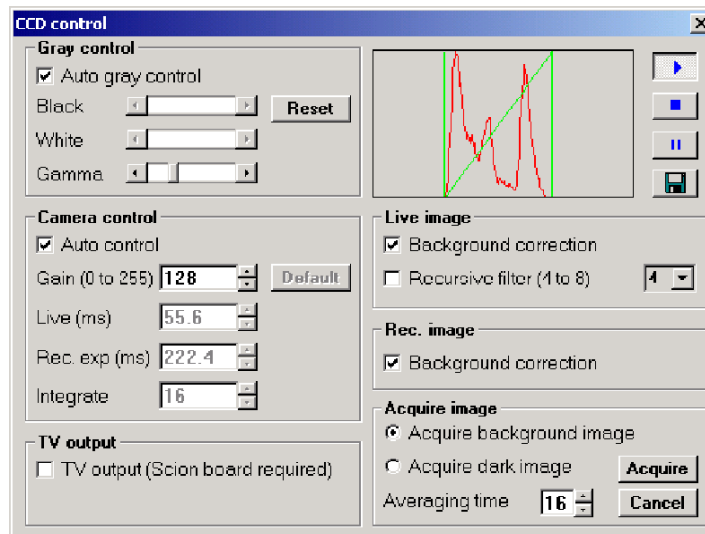 CCD control
Gray control
Auto gray control
Black
Reset
White
Gamma
Camera control
Auto control
Gain (0 to 255) 128 Default
Live (ms) 55.6
Rec. exp (ms) 222.4
Integrate 16
TV output
TV output (Scion board required)
Live image
Background correction
Recursive filter (4 to 8) 4
Rec. image
Background correction
Acquire image
Acquire background image
Acquire dark image Acquire
Averaging time 16 Cancel